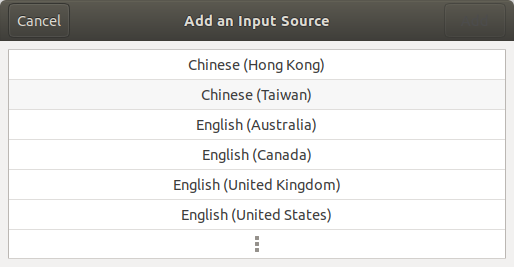 Cancel
Add an Input Source
Chinese (Hong Kong)
Chinese (Taiwan)
English (Australia)
English (Canada)
English (United Kingdom)
English (United States)